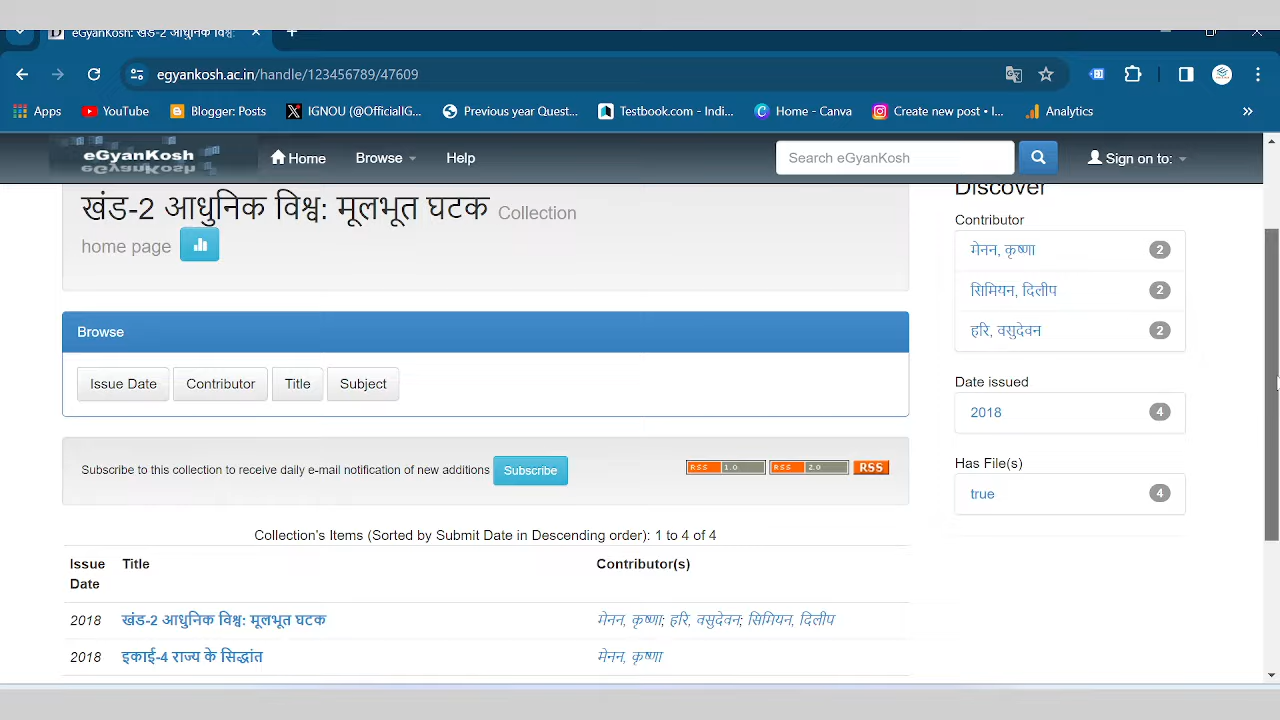 eGyanKosh: खंड-2 आधुनिक विश्व:
egyankosh.ac.in/handle/123456789/47609
Apps YouTube Blogger: Posts IGNOU (@OfficialIG... Previous year Quest... Testbook.com - Indi... Home - Canva Create new post • I... Analytics »
eGyanKosh Home Browse Help Search eGyanKosh Sign on to:
खंड-2 आधुनिक विश्व: मूलभूत घटक Collection
home page
Browse
Issue Date Contributor Title Subject
Subscribe to this collection to receive daily e-mail notification of new additions Subscribe RSS 1.0 RSS 2.0 RSS
Collection's Items (Sorted by Submit Date in Descending order): 1 to 4 of 4
Issue Date Title Contributor(s)
2018 खंड-2 आधुनिक विश्व: मूलभूत घटक मेनन, कृष्णा; हरि, वसुदेवन; सिमियन, दिलीप
2018 इकाई-4 राज्य के सिद्धांत मेनन, कृष्णा
Discover
Contributor
मेनन, कृष्णा 2
सिमियन, दिलीप 2
हरि, वसुदेवन 2
Date issued
2018 4
Has File(s)
true 4